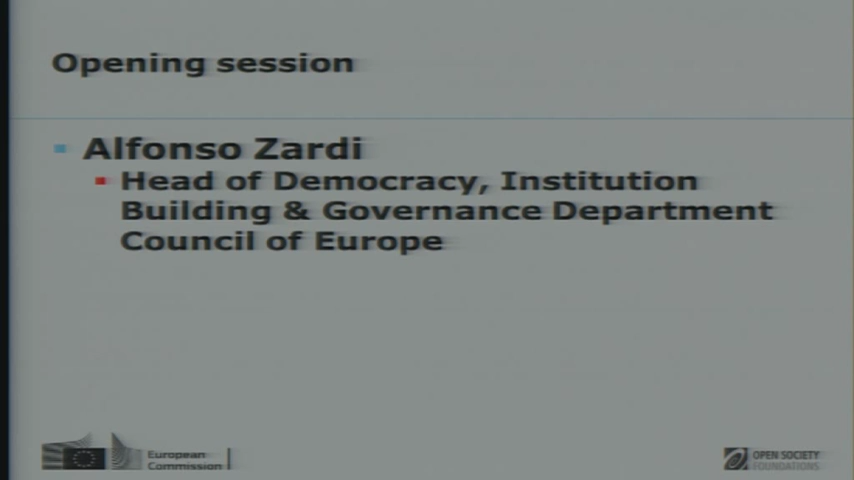 Opening session
Alfonso Zardi
Head of Democracy, Institution
Building & Governance Department
Council of Europe
European
Commission
OPEN SOCIETY
FOUNDATIONS